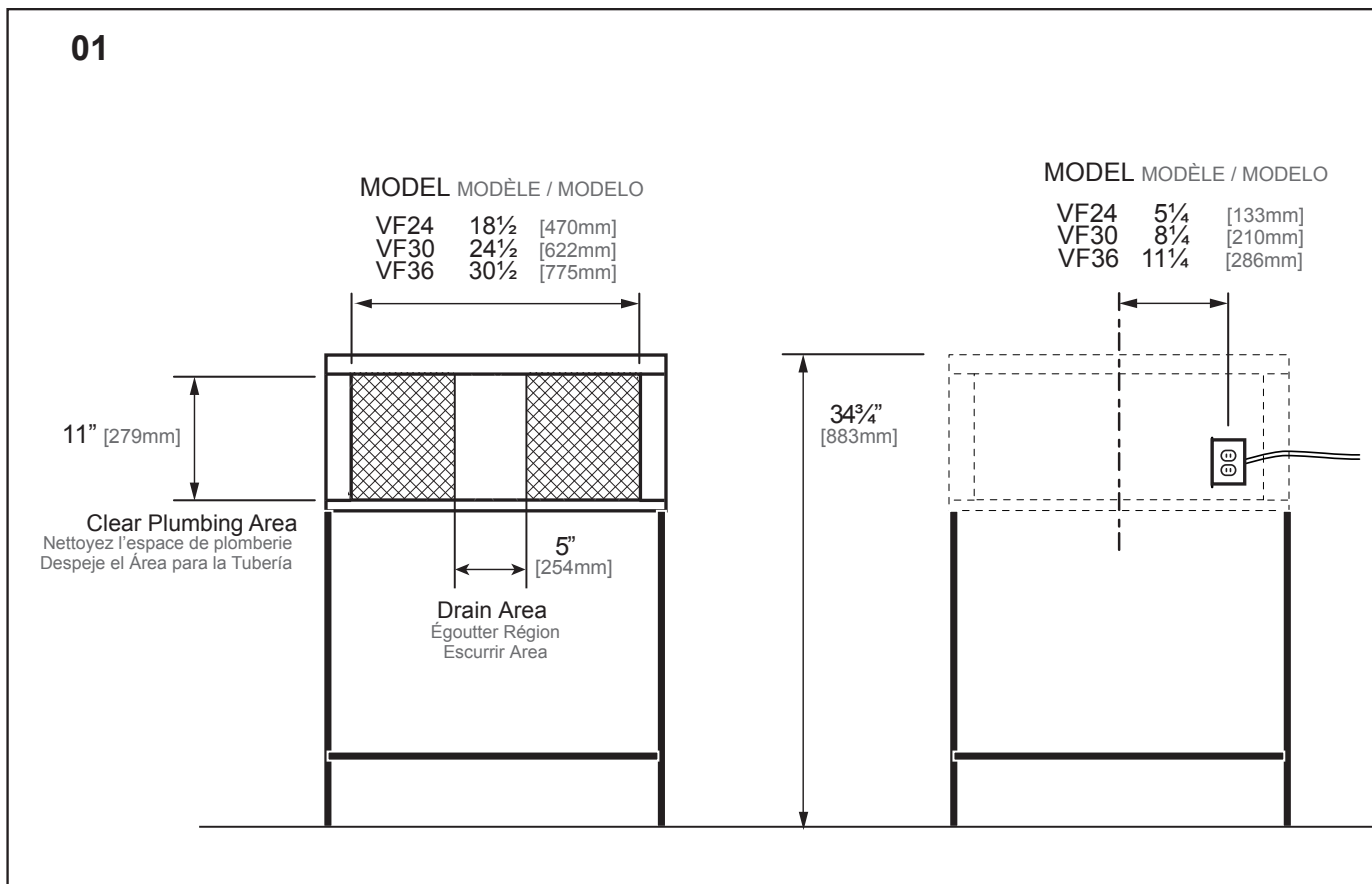 01
MODEL MODÈLE / MODELO
VF24 18½ [470mm]
VF30 24½ [622mm]
VF36 30½ [775mm]
MODEL MODÈLE / MODELO
VF24 5¼ [133mm]
VF30 8¼ [210mm]
VF36 11¼ [286mm]
11” [279mm]
34¾”
[883mm]
Clear Plumbing Area
Nettoyez l’espace de plomberie
Despeje el Área para la Tubería
5”
[254mm]
Drain Area
Égoutter Région
Escurrir Area